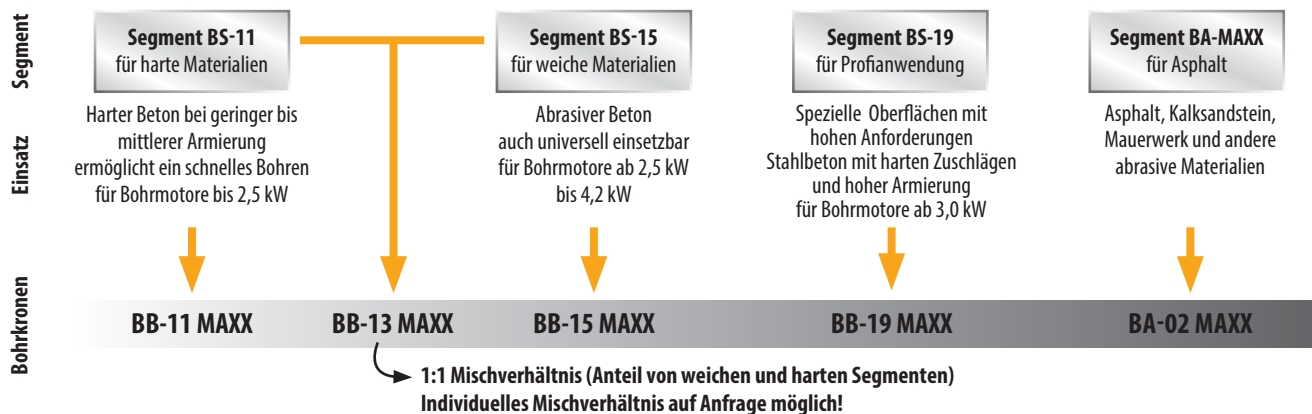 Segment
Segment BS-11
für harte Materialien
Segment BS-15
für weiche Materialien
Segment BS-19
für Profianwendung
Segment BA-MAXX
für Asphalt
Einsatz
Harter Beton bei geringer bis
mittlerer Armierung
ermöglicht ein schnelles Bohren
für Bohrmotore bis 2,5 kW
Abrasiver Beton
auch universell einsetzbar
für Bohrmotore ab 2,5 kW
bis 4,2 kW
Spezielle Oberflächen mit
hohen Anforderungen
Stahlbeton mit harten Zuschlägen
und hoher Armierung
für Bohrmotore ab 3,0 kW
Asphalt, Kalksandstein,
Mauerwerk und andere
abrasive Materialien
Bohrkronen
BB-11 MAXX
BB-13 MAXX
BB-15 MAXX
BB-19 MAXX
BA-02 MAXX
1:1 Mischverhältnis (Anteil von weichen und harten Segmenten)
Individuelles Mischverhältnis auf Anfrage möglich!